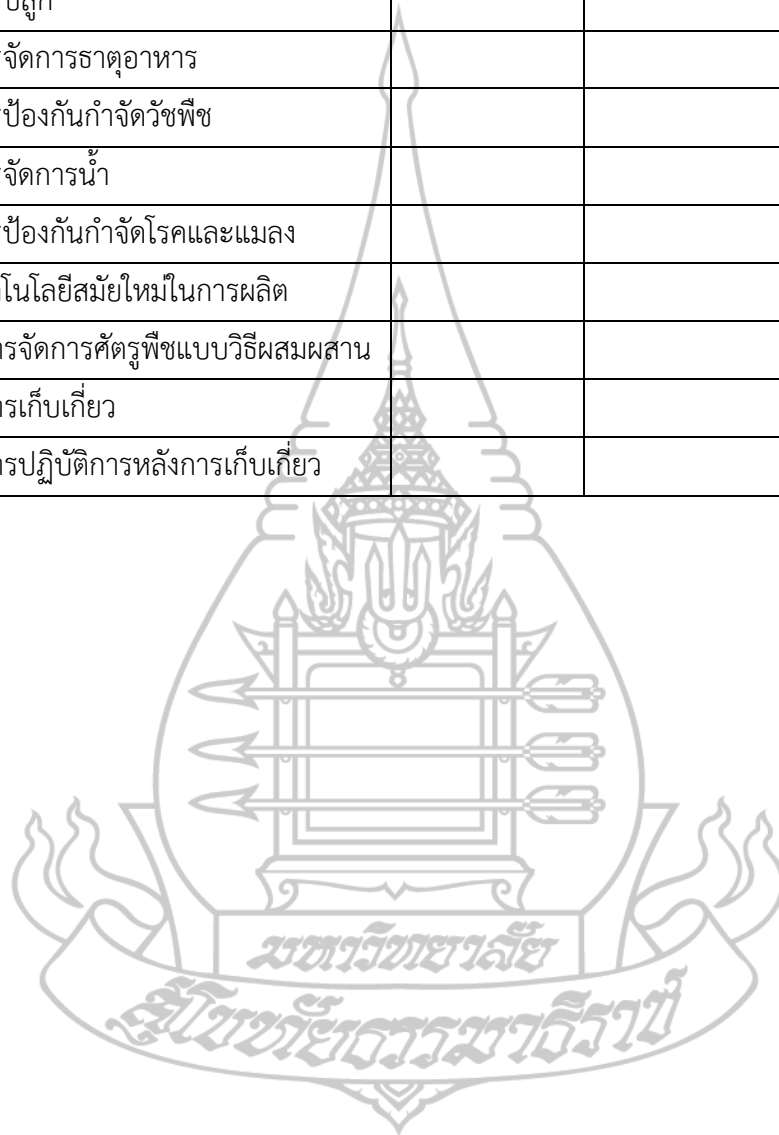 ปลูก
จัดการธาตุอาหาร
ป้องกันกำจัดวัชพืช
จัดการน้ำ
ป้องกันกำจัดโรคและแมลง
โนโลยีสมัยใหม่ในการผลิต
ารจัดการศัตรูพืชแบบวิธีผสมผสาน
ารเก็บเกี่ยว
ารปฏิบัติการหลังการเก็บเกี่ยว
มหาวิทยาลัย
สุโขทัยธรรมาธิราช